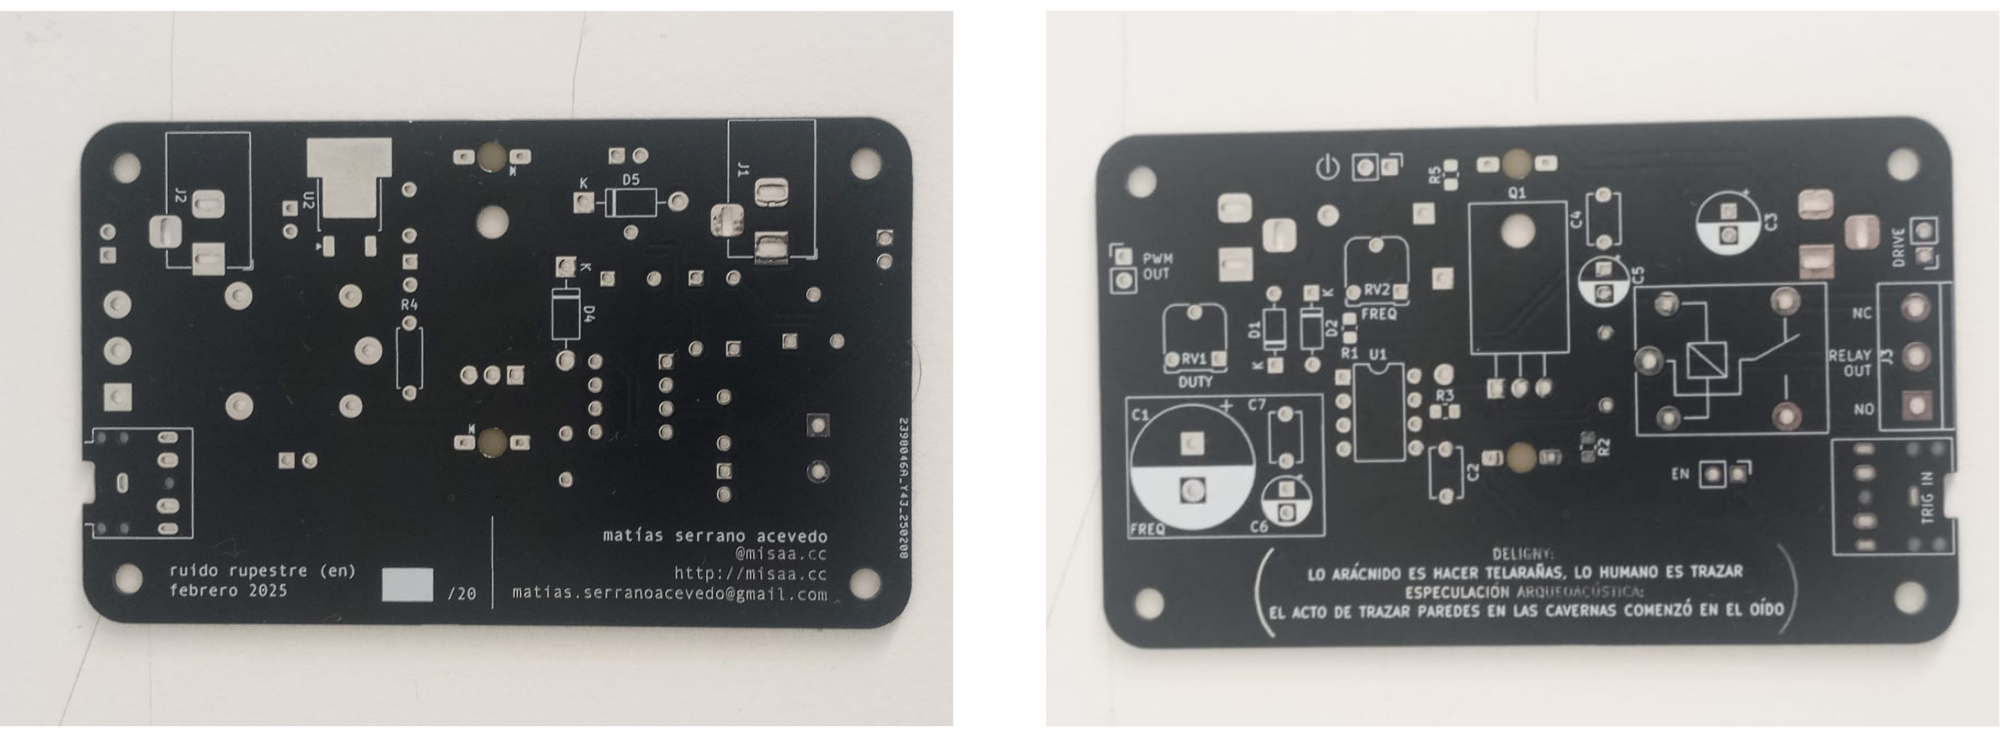 J2
U2
D5
K
J1
K
D4
R4
2390046A_Y43_250208
ruido rupestre (en)
febrero 2025
/20
matías serrano acevedo
@misaa.cc
http://misaa.cc
matias.serranoacevedo@gmail.com
R5
Q1
C4
C3
DRIVE
PWM
OUT
C5
RV2
FREQ
D1
K
D2
K
RV1
DUTY
R1
U1
NC
RELAY
OUT
J3
NO
C1
+
C7
R3
C2
R2
EN
FREQ
C6
TRIG IN
DELIGNY:
LO ARÁCNIDO ES HACER TELARAÑAS, LO HUMANO ES TRAZAR
ESPECULACIÓN ARQUEOACÚSTICA:
EL ACTO DE TRAZAR PAREDES EN LAS CAVERNAS COMENZÓ EN EL OÍDO